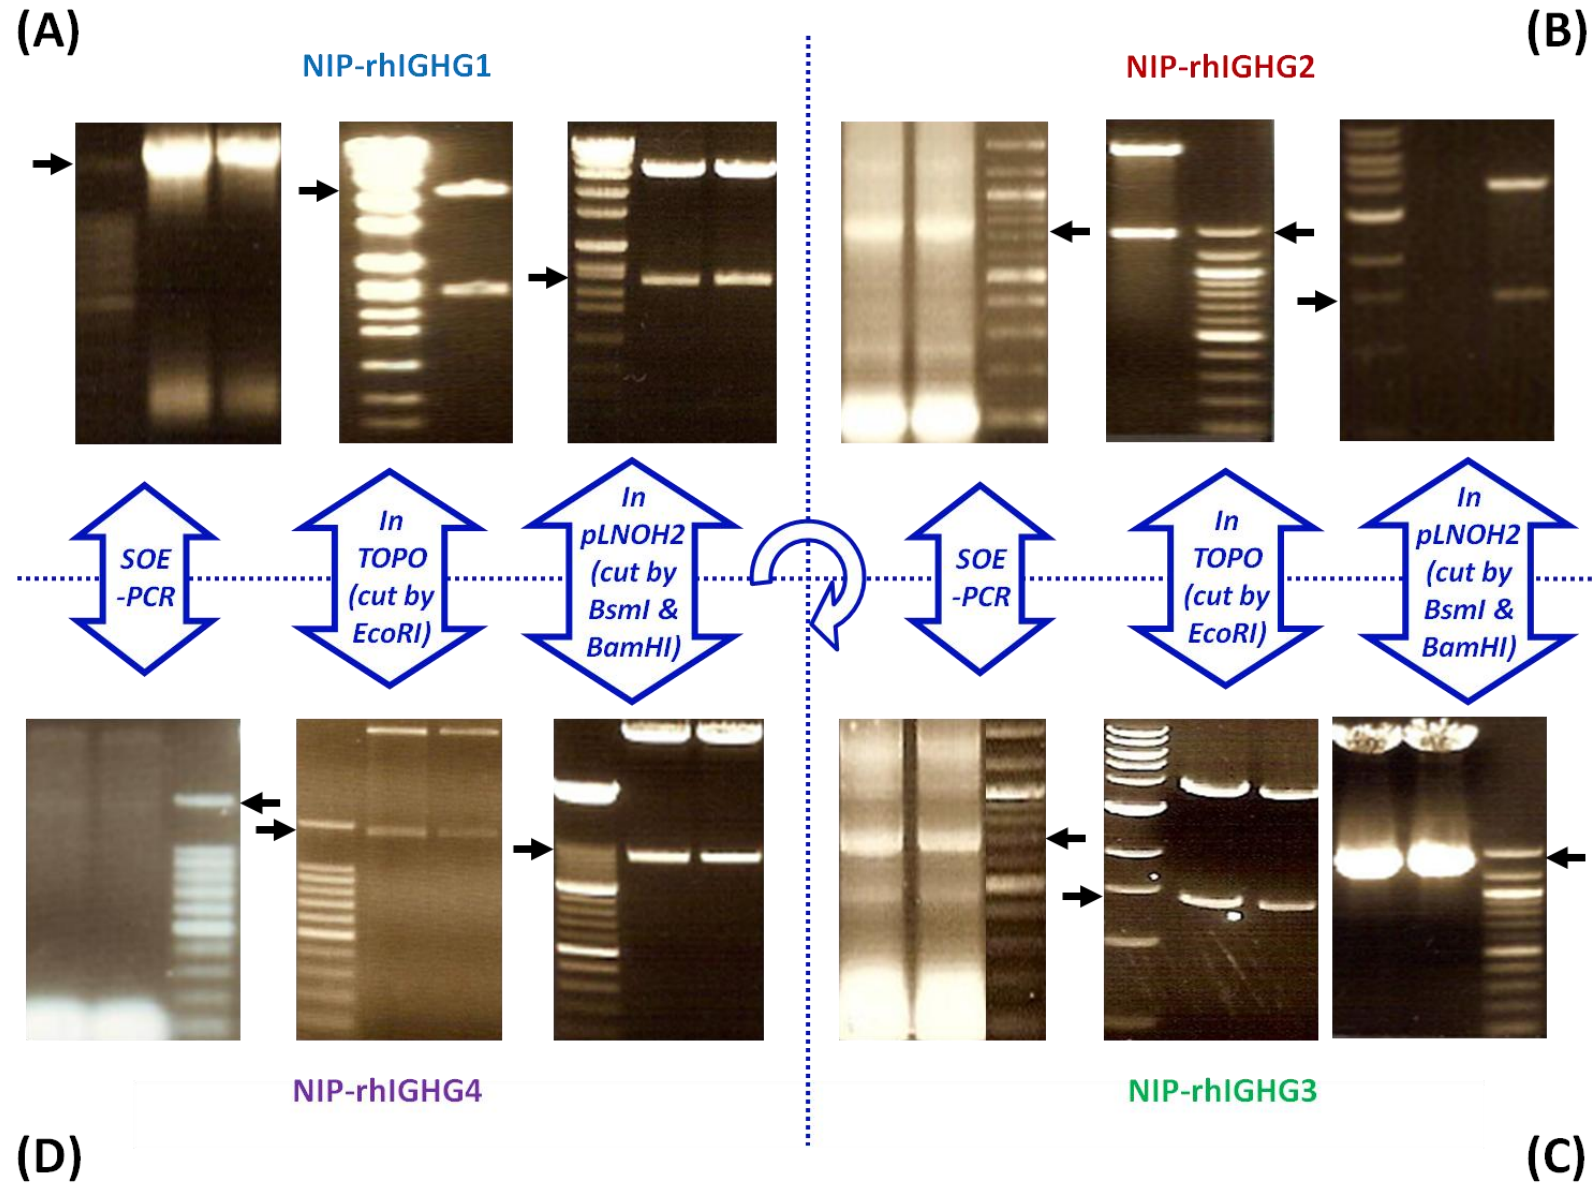 (A)
(B)
NIP-rhIGHG1
NIP-rhIGHG2
SOE
-PCR
In
TOPO
(cut by
EcoRI)
In
pLNOH2
(cut by
BsmI &
BamHI)
SOE
-PCR
In
TOPO
(cut by
EcoRI)
In
pLNOH2
(cut by
BsmI &
BamHI)
NIP-rhIGHG4
NIP-rhIGHG3
(D)
(C)